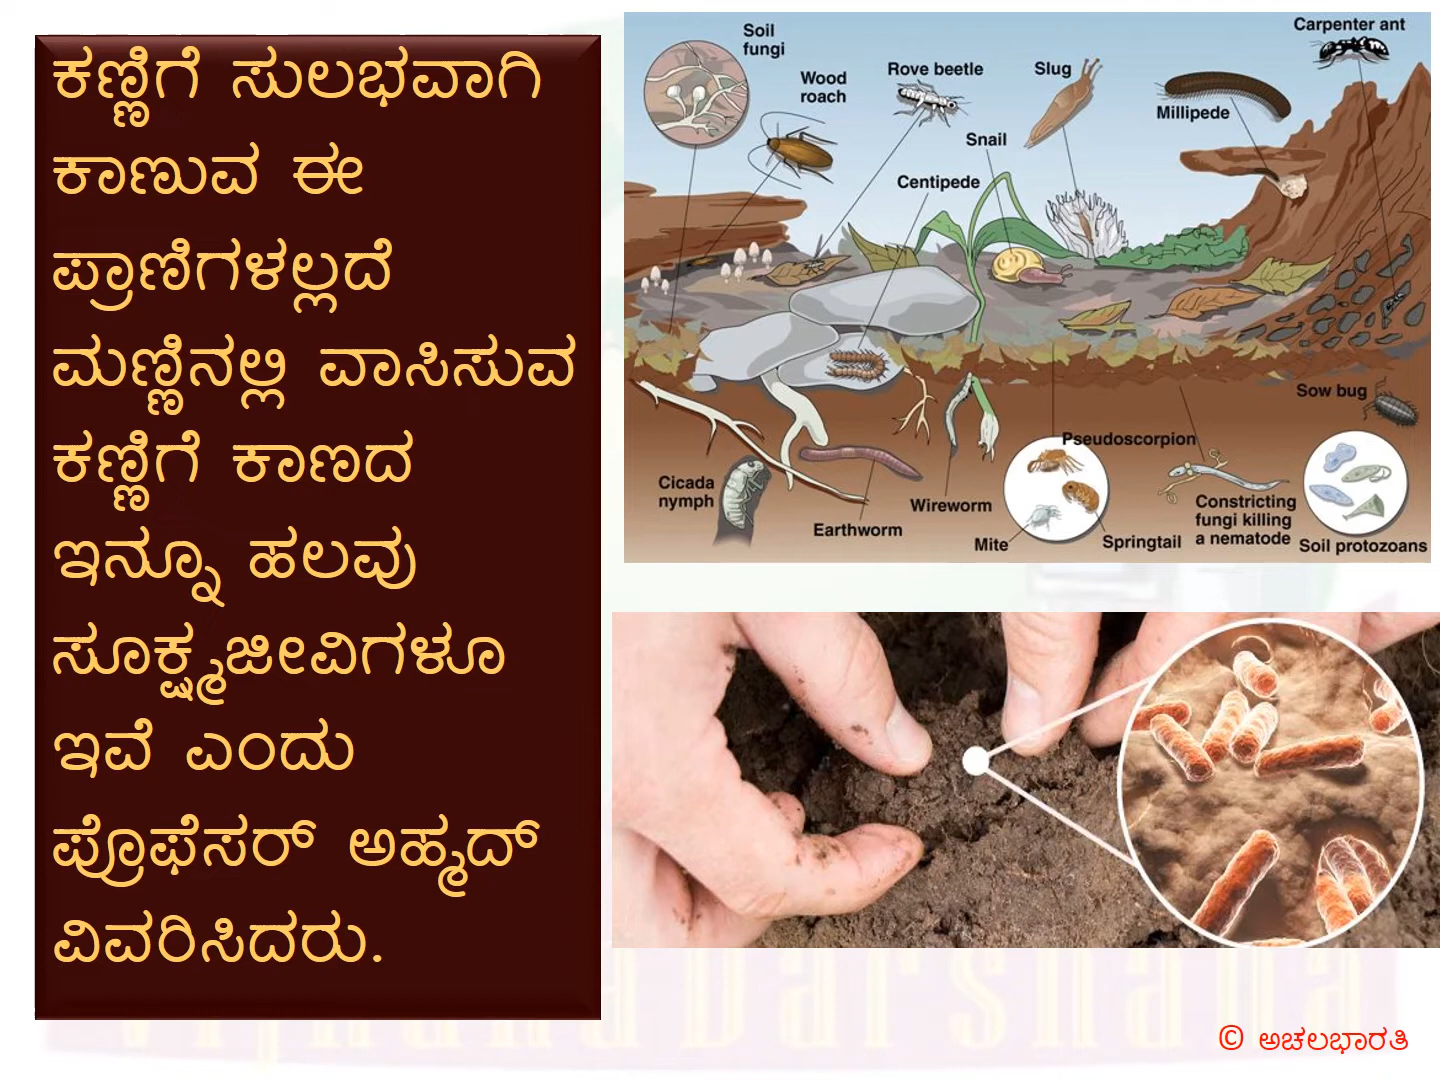 ಕಣ್ಣಿಗೆ ಸುಲಭವಾಗಿ
ಕಾಣುವ ಈ
ಪ್ರಾಣಿಗಳಲ್ಲದೆ
ಮಣ್ಣಿನಲ್ಲಿ ವಾಸಿಸುವ
ಕಣ್ಣಿಗೆ ಕಾಣದ
ಇನ್ನೂ ಹಲವು
ಸೂಕ್ಷ್ಮಜೀವಿಗಳೂ
ಇವೆ ಎಂದು
ಪ್ರೊಫೆಸರ್ ಅಹ್ಮದ್
ವಿವರಿಸಿದರು.
Soil
fungi
Wood
roach
Rove beetle
Slug
Carpenter ant
Millipede
Snail
Centipede
Sow bug
Pseudoscorpion
Cicada
nymph
Wireworm
Earthworm
Mite
Springtail
Constricting
fungi killing
a nematode
Soil protozoans
VijnanaDarshana
© ಅಚಲಭಾರತಿ